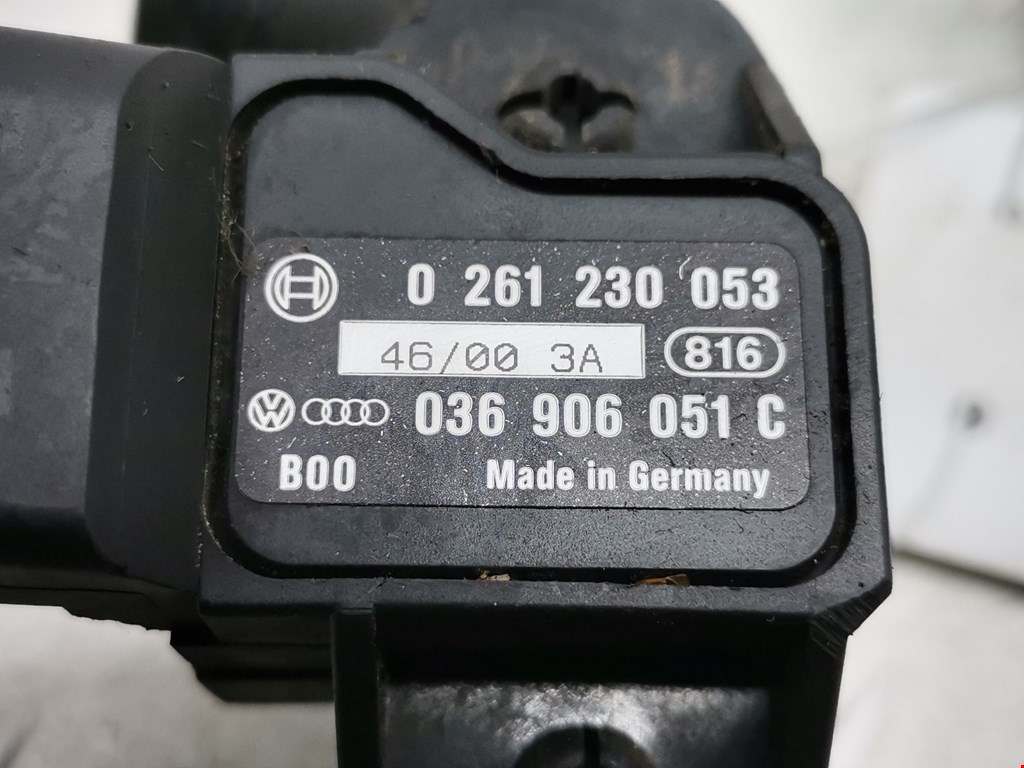 0 261 230 053
46/00 3A 816
036 906 051 C
B00 Made in Germany